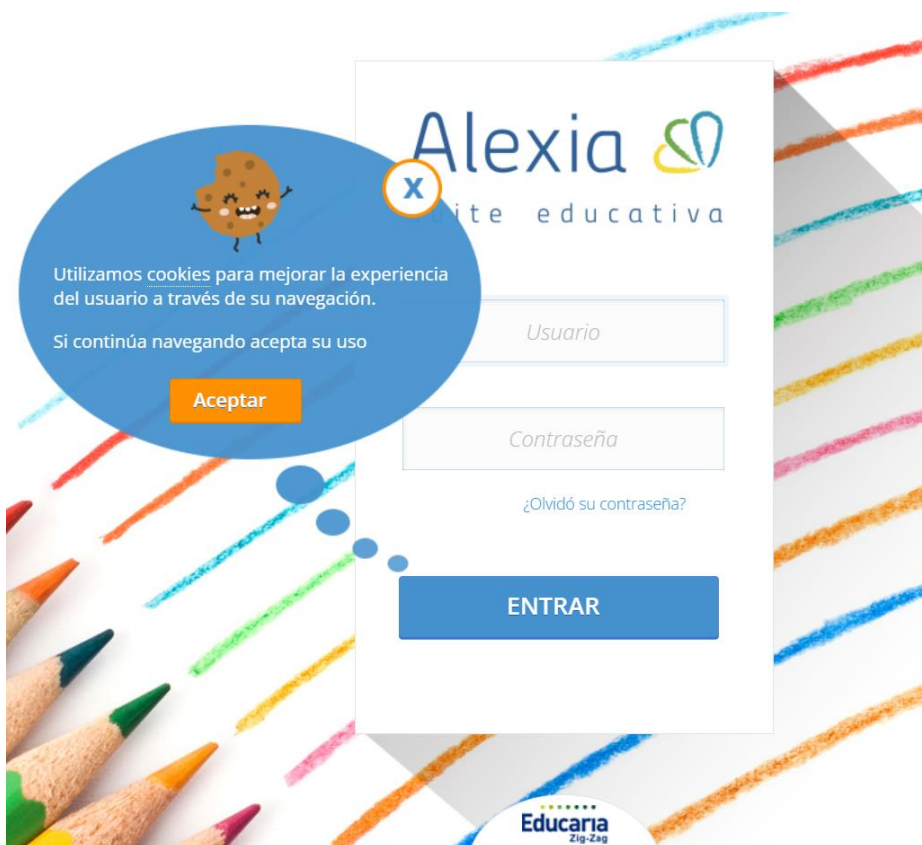 Alexia
X
ite educativa
Utilizamos cookies para mejorar la experiencia
del usuario a través de su navegación.
Si continúa navegando acepta su uso
Aceptar
Usuario
Contraseña
¿Olvidó su contraseña?
ENTRAR
Educaria
Zig-Zag